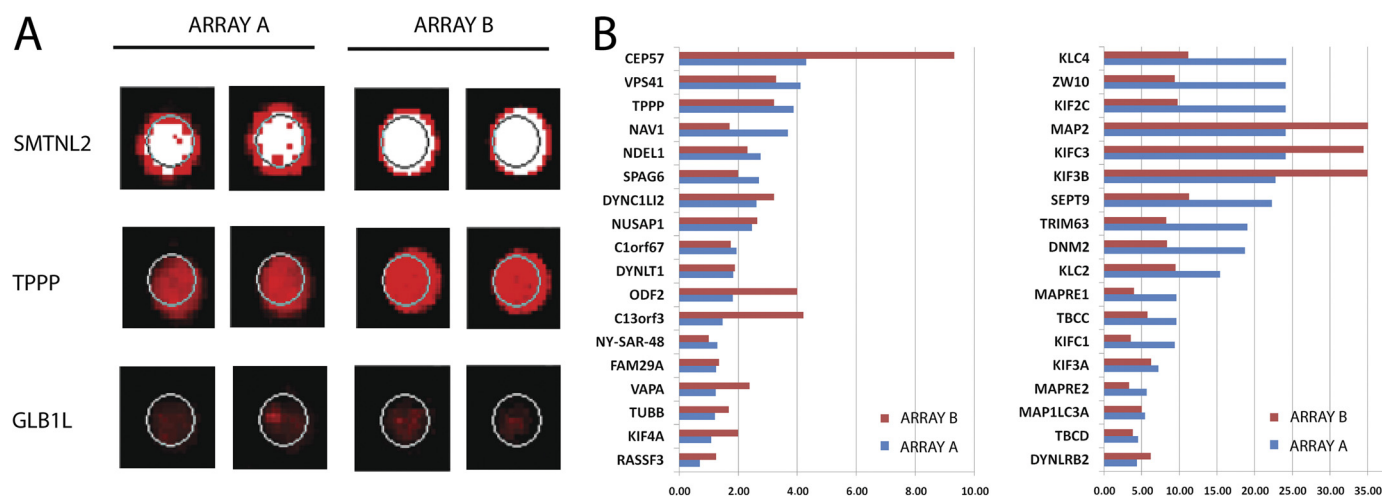 A
ARRAY A
ARRAY B
SMTNL2
TPPP
GLB1L
B
CEP57
VPS41
TPPP
NAV1
NDEL1
SPAG6
DYNC1LI2
NUSAP1
C1orf67
DYNLT1
ODF2
C13orf3
NY-SAR-48
FAM29A
VAPA
TUBB
KIF4A
RASSF3
ARRAY B
ARRAY A
0.00 2.00 4.00 6.00 8.00 10.00
KLC4
ZW10
KIF2C
MAP2
KIFC3
KIF3B
SEPT9
TRIM63
DNM2
KLC2
MAPRE1
TBCC
KIFC1
KIF3A
MAPRE2
MAP1LC3A
TBCD
DYNLRB2
ARRAY B
ARRAY A
0.00 5.00 10.00 15.00 20.00 25.00 30.00 35.00